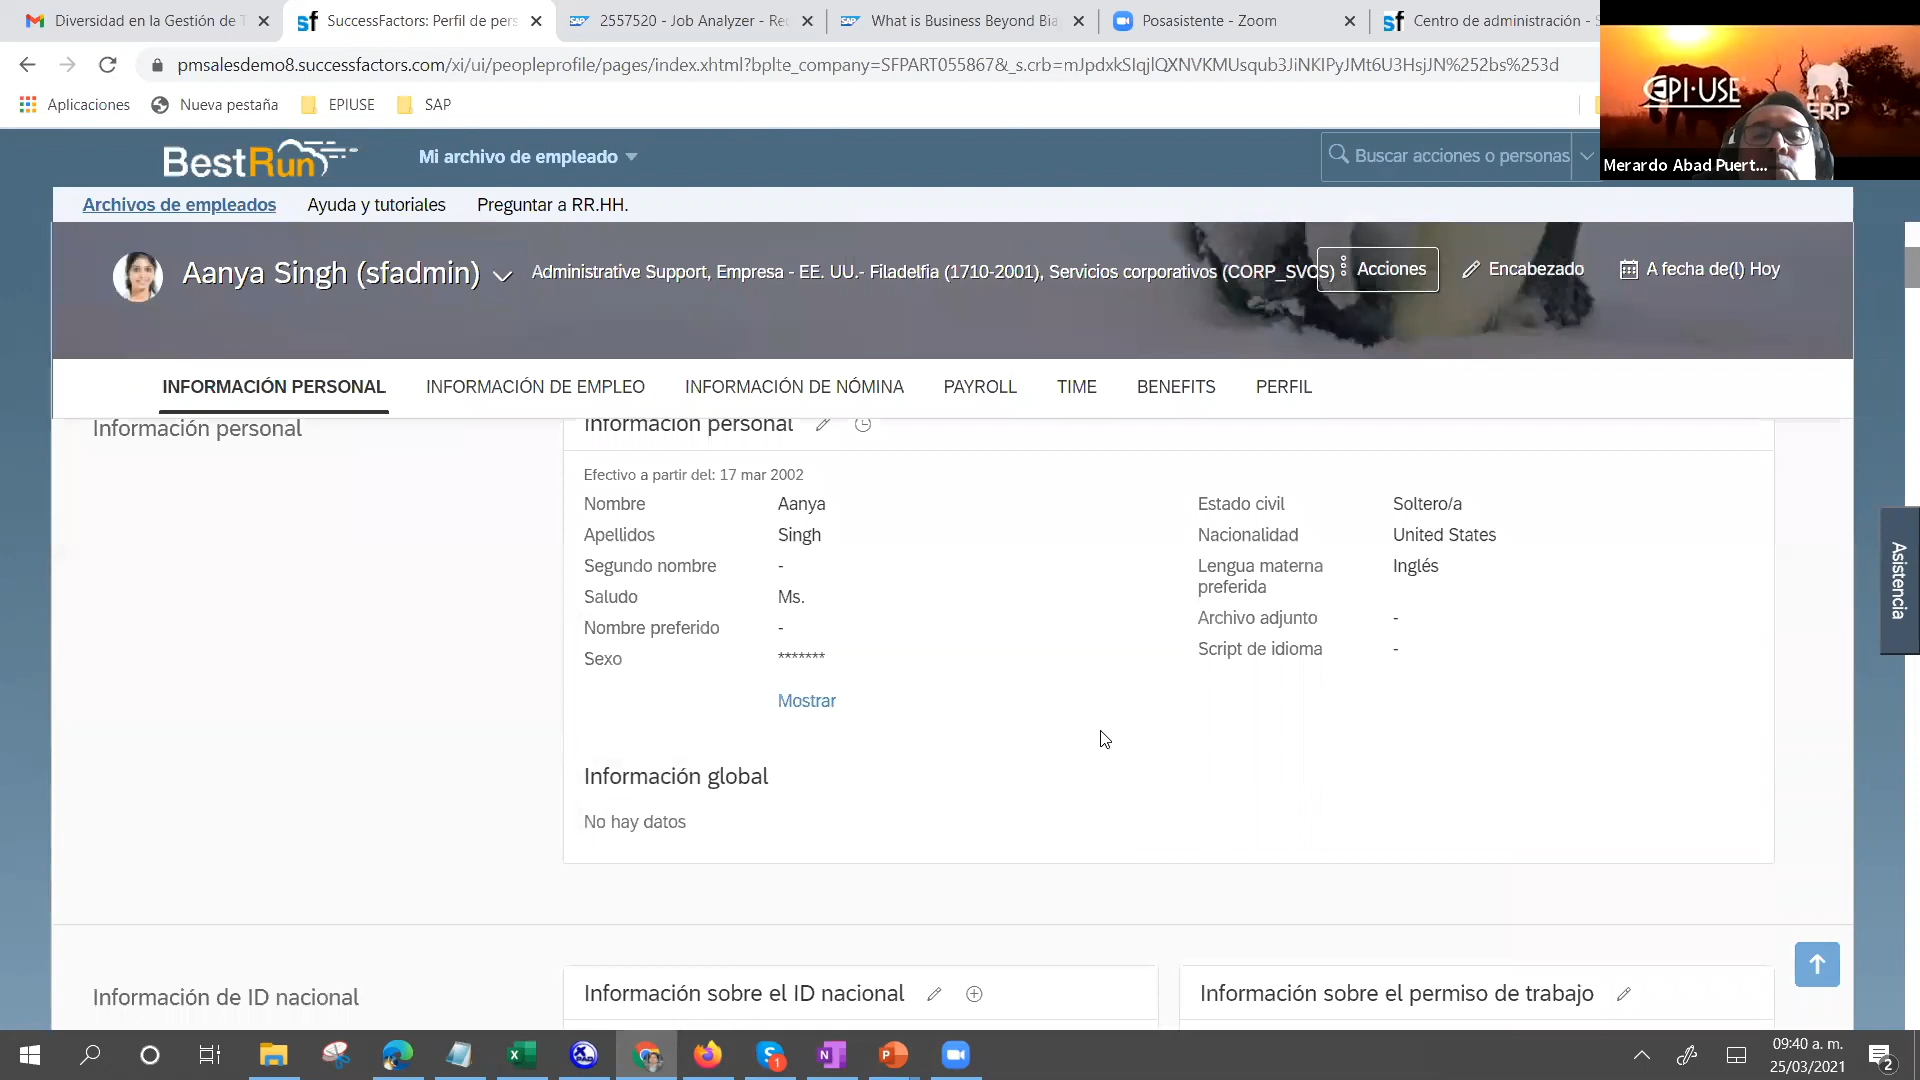 Diversidad en la Gestión de T
SuccessFactors: Perfil de pers
2557520 - Job Analyzer - Re
What is Business Beyond Bia
Posasistente - Zoom
Centro de administración - S
pmsalesdemo8.successfactors.com/xi/ui/peopleprofile/pages/index.xhtml?bplte_company=SFPART055867&_s.crb=mJpdxkSIqjlQXNVKMUsqub3JiNKIPyJMt6U3HsjJN%252bs%253d
Aplicaciones
Nueva pestaña
EPIUSE
SAP
EPI·USE
ERP
Merardo Abad Puert...
BestRun
Mi archivo de empleado
Buscar acciones o personas
Archivos de empleados
Ayuda y tutoriales
Preguntar a RR.HH.
Aanya Singh (sfadmin)
Administrative Support, Empresa - EE. UU.- Filadelfia (1710-2001), Servicios corporativos (CORP_SVCS)
Acciones
Encabezado
A fecha de(l) Hoy
INFORMACIÓN PERSONAL
INFORMACIÓN DE EMPLEO
INFORMACIÓN DE NÓMINA
PAYROLL
TIME
BENEFITS
PERFIL
Información personal
Información personal
Efectivo a partir del: 17 mar 2002
Nombre Aanya
Apellidos Singh
Segundo nombre -
Saludo Ms.
Nombre preferido -
Sexo *******
Mostrar
Estado civil Soltero/a
Nacionalidad United States
Lengua materna Inglés
preferida
Archivo adjunto -
Script de idioma -
Información global
No hay datos
Asistencia
Información de ID nacional
Información sobre el ID nacional
Información sobre el permiso de trabajo
09:40 a. m.
25/03/2021
1
2